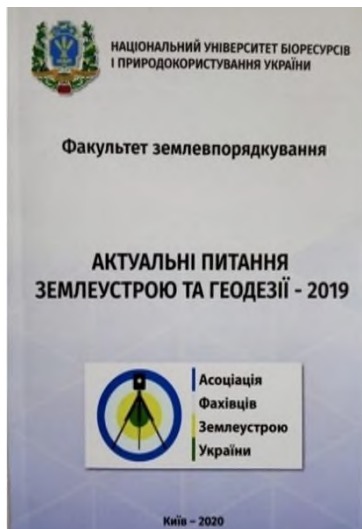 НАЦІОНАЛЬНИЙ УНІВЕРСИТЕТ БІОРЕСУРСІВ
І ПРИРОДОКОРИСТУВАННЯ УКРАЇНИ
Факультет землевпорядкування
АКТУАЛЬНІ ПИТАННЯ
ЗЕМЛЕУСТРОЮ ТА ГЕОДЕЗІЇ - 2019
Асоціація
Фахівців
Землеустрою
України
Київ – 2020